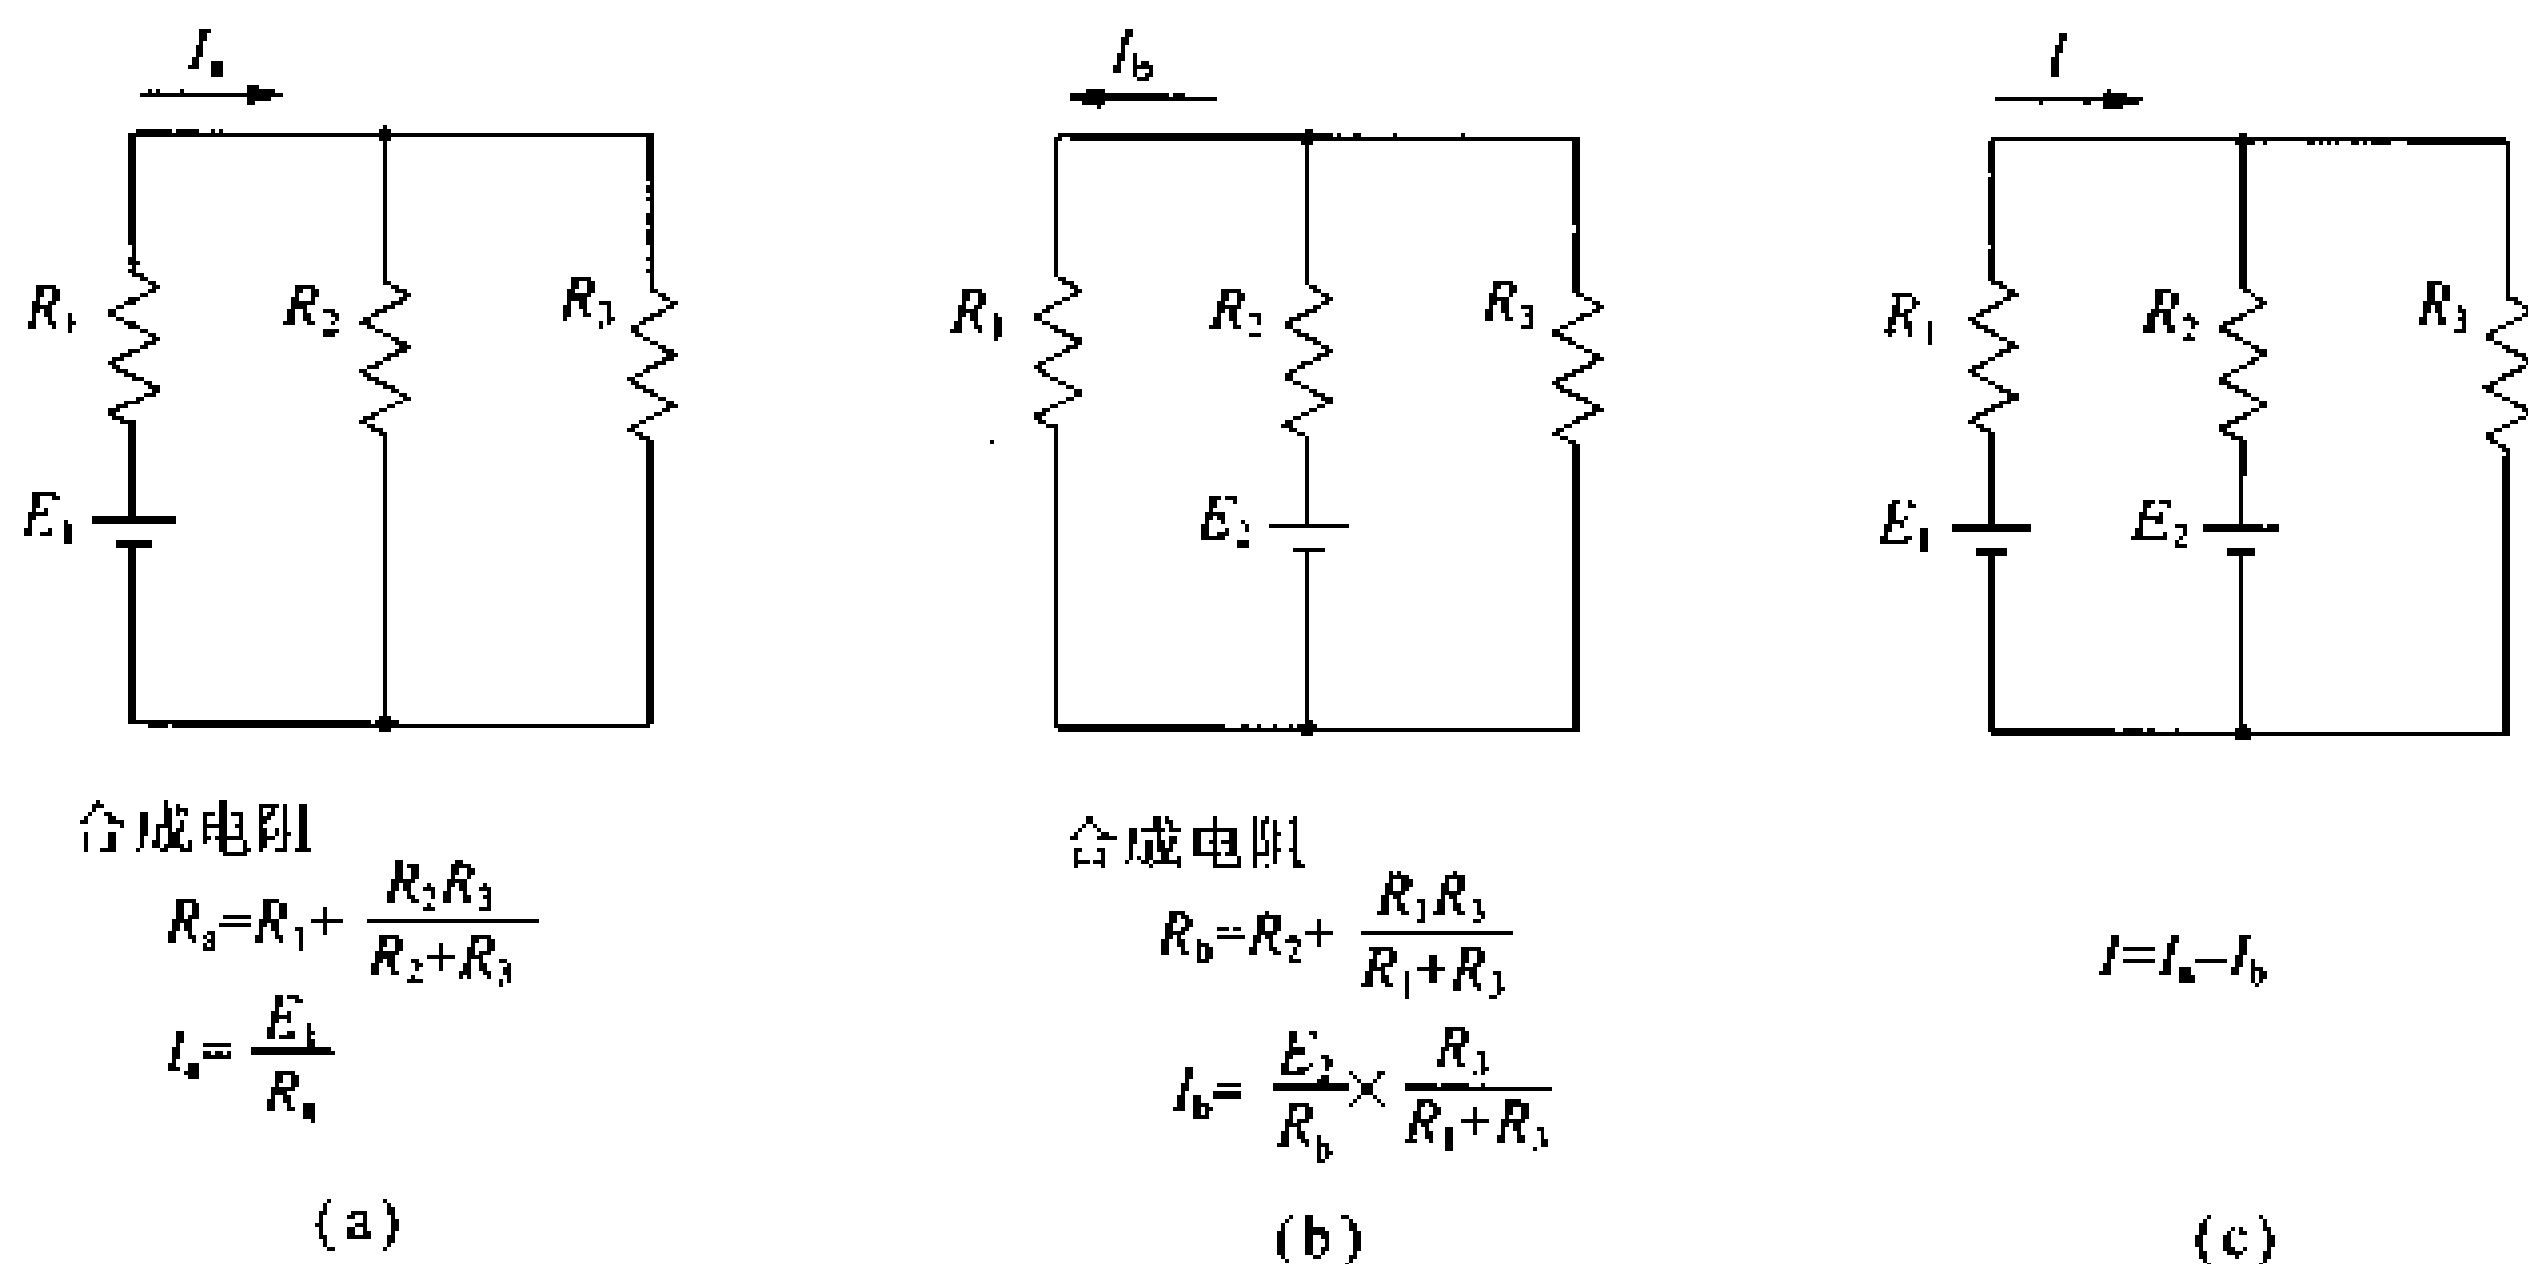 Iₐ
I_b
I
R₁ R₂ R₃
R₁ R₂ R₃
R₁ R₂ R₃
E₁
E₂
E₁ E₂
合成电阻
Rₐ=R₁+ R₂R₃/(R₂+R₃)
Iₐ= E₁/Rₐ
(a)
合成电阻
R_b=R₂+ R₁R₃/(R₁+R₃)
I_b= E₂/R_b × R₃/(R₁+R₃)
(b)
I=Iₐ-I_b
(c)